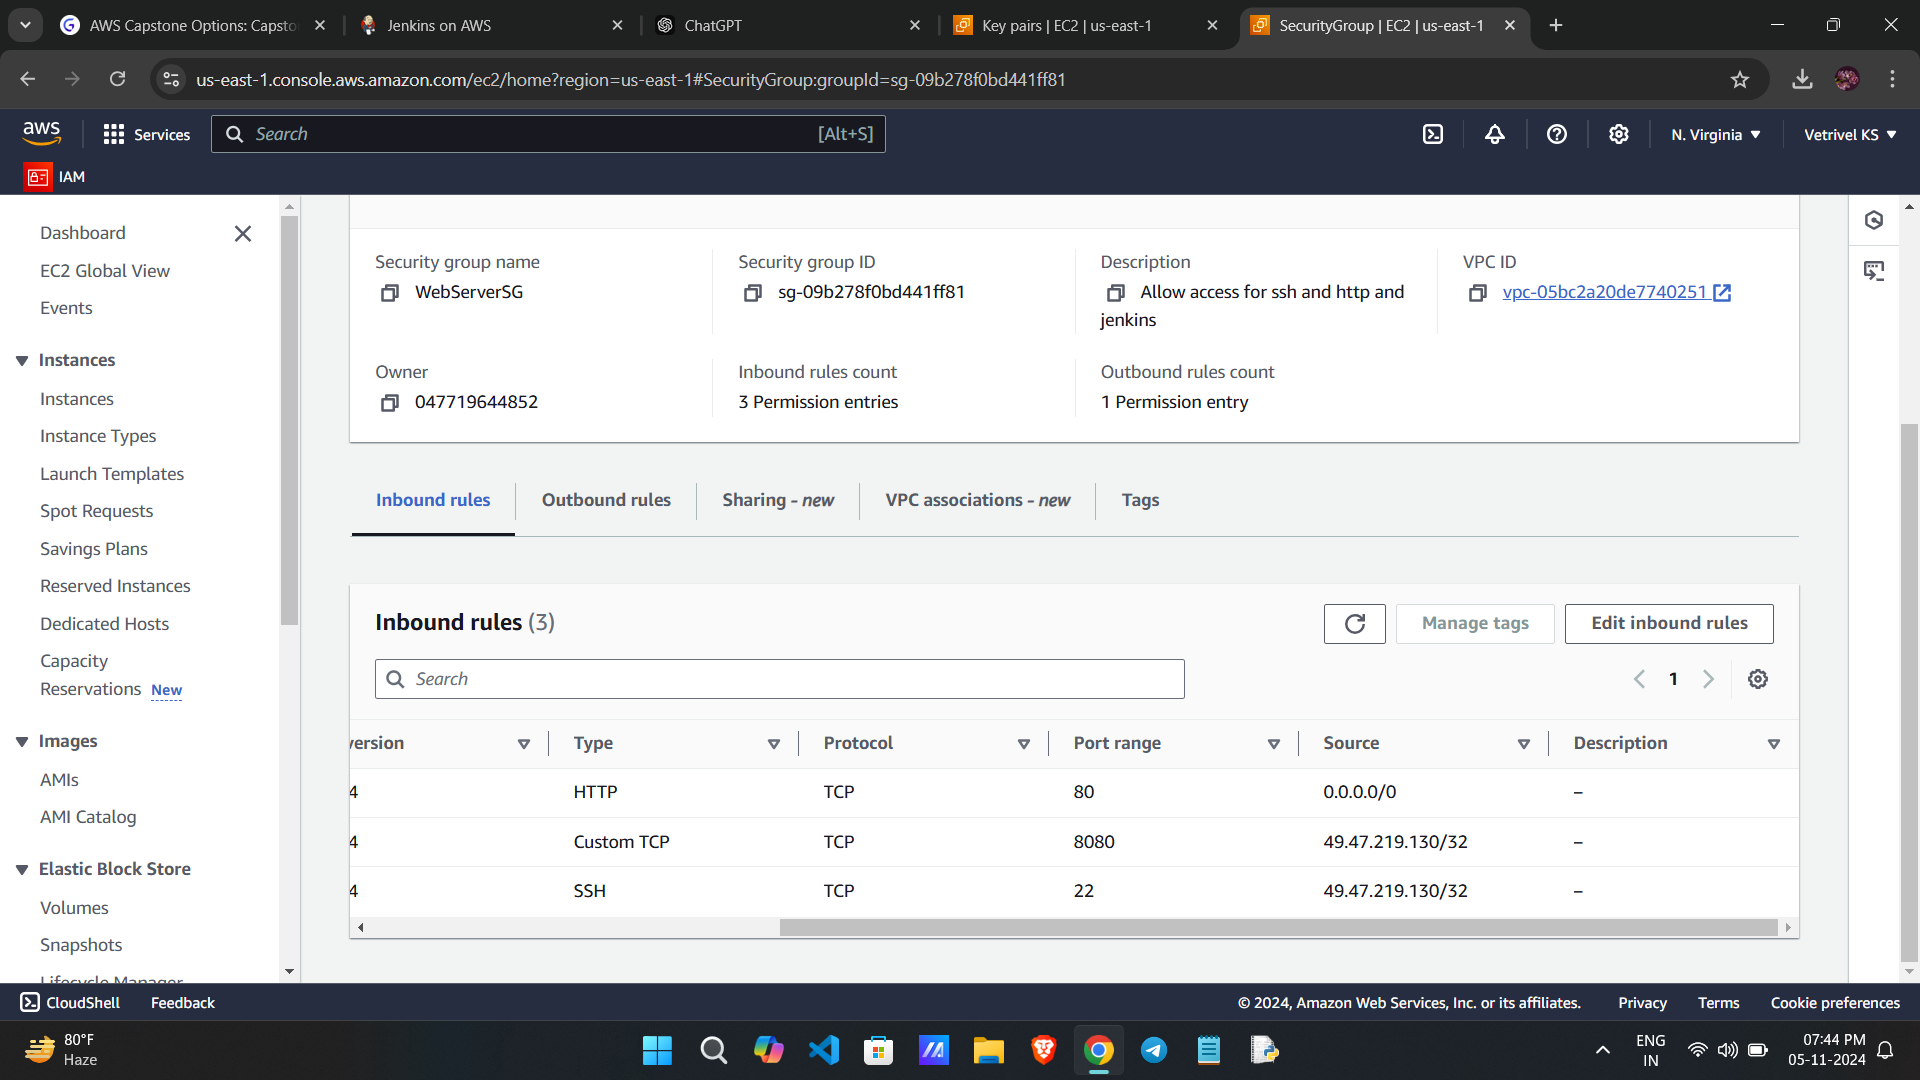 AWS Capstone Options: Capsto
Jenkins on AWS
ChatGPT
Key pairs | EC2 | us-east-1
SecurityGroup | EC2 | us-east-1
us-east-1.console.aws.amazon.com/ec2/home?region=us-east-1#SecurityGroup:groupId=sg-09b278f0bd441ff81
aws
Services
Search
[Alt+S]
N. Virginia
Vetrivel KS
IAM
Dashboard
EC2 Global View
Events
Instances
Instances
Instance Types
Launch Templates
Spot Requests
Savings Plans
Reserved Instances
Dedicated Hosts
Capacity
Reservations New
Images
AMIs
AMI Catalog
Elastic Block Store
Volumes
Snapshots
Lifecycle Manager
Security group name
WebServerSG
Security group ID
sg-09b278f0bd441ff81
Description
Allow access for ssh and http and
jenkins
VPC ID
vpc-05bc2a20de7740251
Owner
047719644852
Inbound rules count
3 Permission entries
Outbound rules count
1 Permission entry
Inbound rules
Outbound rules
Sharing - new
VPC associations - new
Tags
Inbound rules (3)
Manage tags
Edit inbound rules
Search
1
version Type Protocol Port range Source Description
4 HTTP TCP 80 0.0.0.0/0 –
4 Custom TCP TCP 8080 49.47.219.130/32 –
4 SSH TCP 22 49.47.219.130/32 –
CloudShell
Feedback
© 2024, Amazon Web Services, Inc. or its affiliates.
Privacy
Terms
Cookie preferences
80°F
Haze
ENG
IN
07:44 PM
05-11-2024